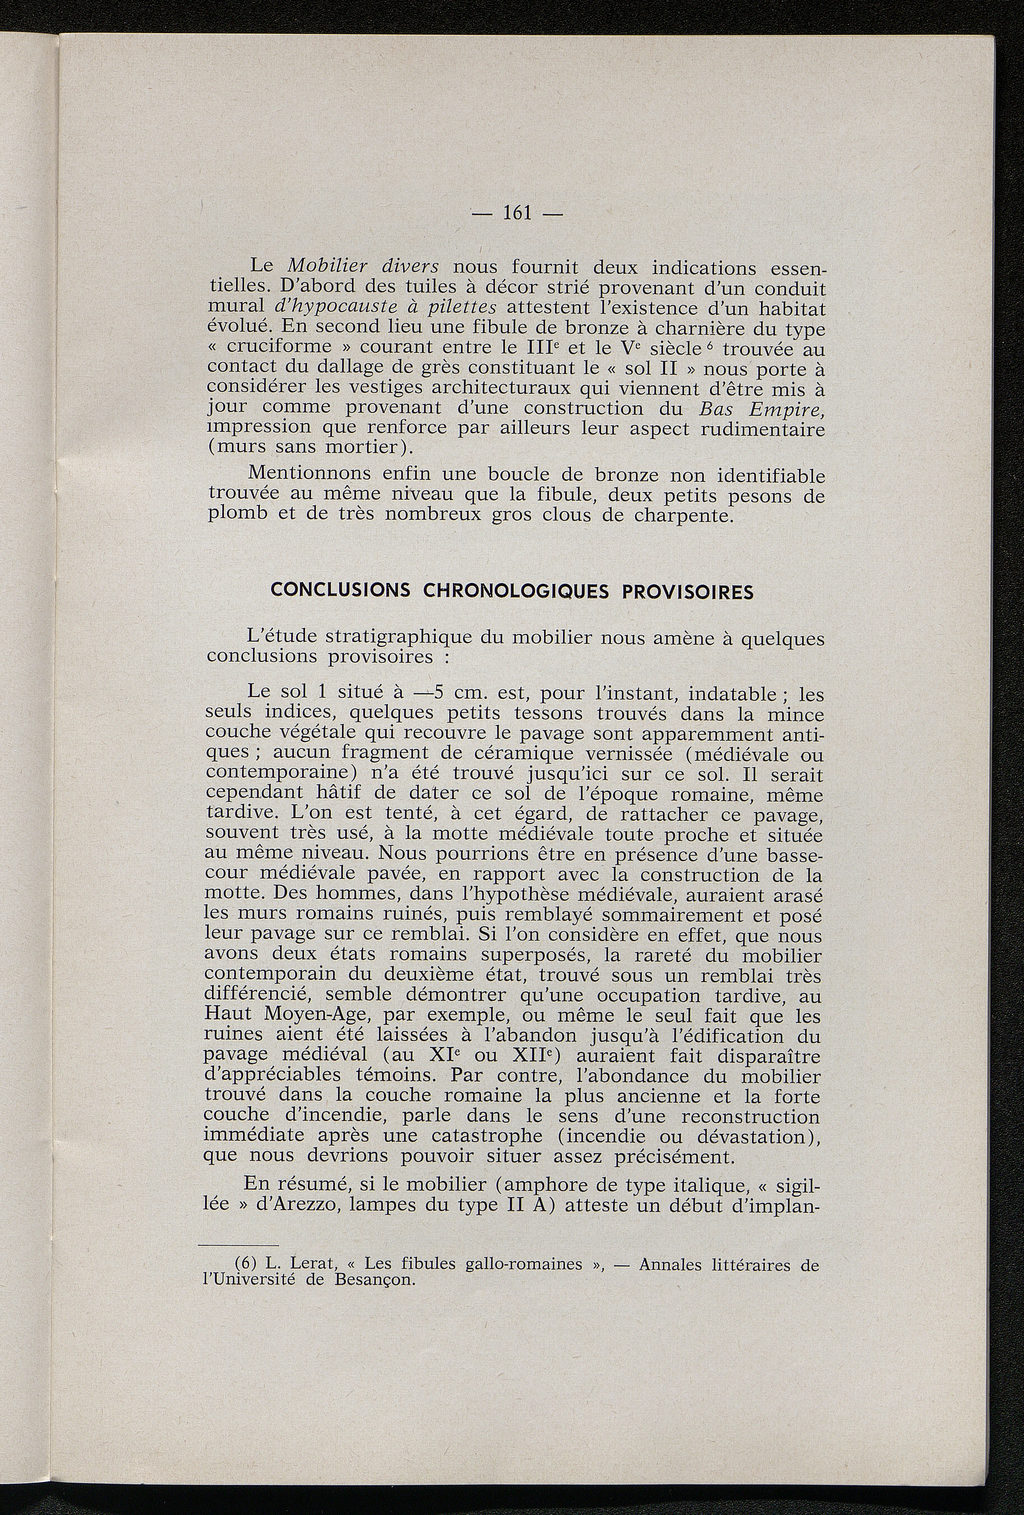 — 161 —
Le Mobilier divers nous fournit deux indications essen-
tielles. D'abord des tuiles à décor strié provenant d'un conduit
mural d'hypocauste à pilettes attestent l'existence d'un habitat
évolué. En second lieu une fibule de bronze à charnière du type
« cruciforme » courant entre le IIIᵉ et le Vᵉ siècle ⁶ trouvée au
contact du dallage de grès constituant le « sol II » nous porte à
considérer les vestiges architecturaux qui viennent d'être mis à
jour comme provenant d'une construction du Bas Empire,
impression que renforce par ailleurs leur aspect rudimentaire
(murs sans mortier).
Mentionnons enfin une boucle de bronze non identifiable
trouvée au même niveau que la fibule, deux petits pesons de
plomb et de très nombreux gros clous de charpente.
CONCLUSIONS CHRONOLOGIQUES PROVISOIRES
L'étude stratigraphique du mobilier nous amène à quelques
conclusions provisoires :
Le sol 1 situé à —5 cm. est, pour l'instant, indatable ; les
seuls indices, quelques petits tessons trouvés dans la mince
couche végétale qui recouvre le pavage sont apparemment anti-
ques ; aucun fragment de céramique vernissée (médiévale ou
contemporaine) n'a été trouvé jusqu'ici sur ce sol. Il serait
cependant hâtif de dater ce sol de l'époque romaine, même
tardive. L'on est tenté, à cet égard, de rattacher ce pavage,
souvent très usé, à la motte médiévale toute proche et située
au même niveau. Nous pourrions être en présence d'une basse-
cour médiévale pavée, en rapport avec la construction de la
motte. Des hommes, dans l'hypothèse médiévale, auraient arasé
les murs romains ruinés, puis remblayé sommairement et posé
leur pavage sur ce remblai. Si l'on considère en effet, que nous
avons deux états romains superposés, la rareté du mobilier
contemporain du deuxième état, trouvé sous un remblai très
différencié, semble démontrer qu'une occupation tardive, au
Haut Moyen-Age, par exemple, ou même le seul fait que les
ruines aient été laissées à l'abandon jusqu'à l'édification du
pavage médiéval (au XIᵉ ou XIIᵉ) auraient fait disparaître
d'appréciables témoins. Par contre, l'abondance du mobilier
trouvé dans la couche romaine la plus ancienne et la forte
couche d'incendie, parle dans le sens d'une reconstruction
immédiate après une catastrophe (incendie ou dévastation),
que nous devrions pouvoir situer assez précisément.
En résumé, si le mobilier (amphore de type italique, « sigil-
lée » d'Arezzo, lampes du type II A) atteste un début d'implan-
(6) L. Lerat, « Les fibules gallo-romaines », — Annales littéraires de
l'Université de Besançon.